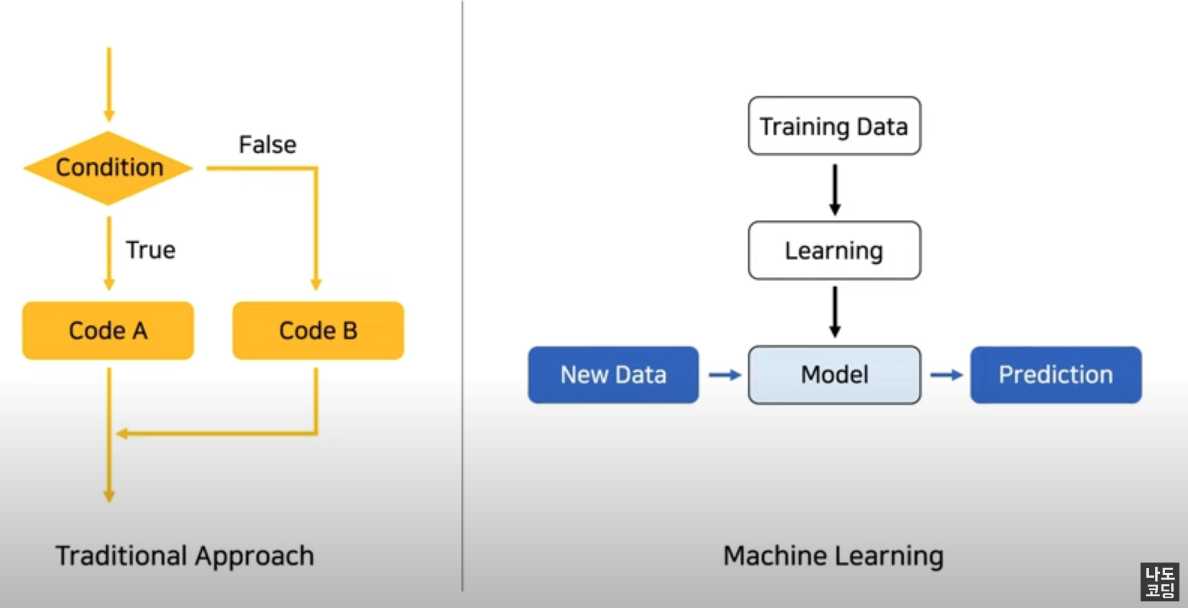 Condition
False
True
Code A
Code B
Traditional Approach
Training Data
Learning
New Data
Model
Prediction
Machine Learning
나도
코딩